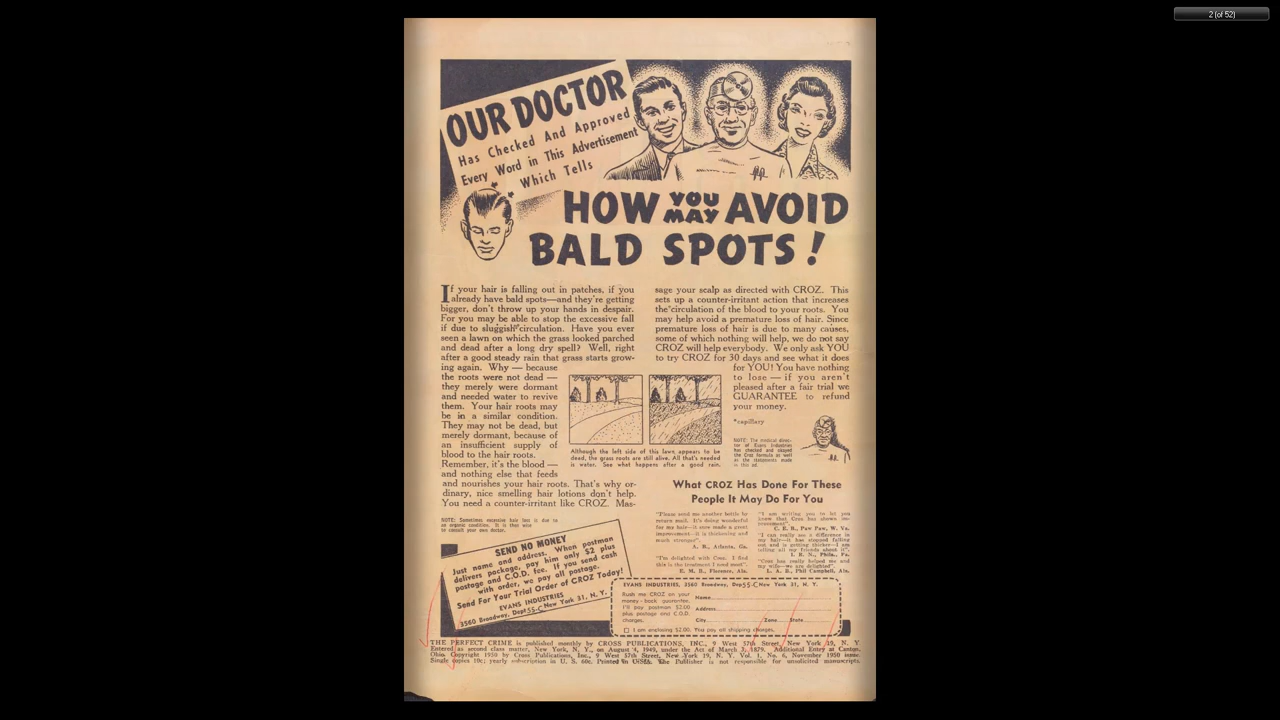 2 (of 52)
OUR DOCTOR
Has Checked And Approved
Every Word in This Advertisement
Which Tells
HOW YOU MAY AVOID
BALD SPOTS!
If your hair is falling out in patches, if you
already have bald spots—and they're getting
bigger, don't throw up your hands in despair.
For you may be able to stop the excessive fall
if due to sluggish*circulation. Have you ever
seen a lawn on which the grass looked parched
and dead after a long dry spell? Well, right
after a good steady rain that grass starts grow-
ing again. Why — because
the roots were not dead —
they merely were dormant
and needed water to revive
them. Your hair roots may
be in a similar condition.
They may not be dead, but
merely dormant, because of
an insufficient supply of
blood to the hair roots.
Remember, it's the blood —
and nothing else that feeds
and nourishes your hair roots. That's why or-
dinary, nice smelling hair lotions don't help.
You need a counter-irritant like CROZ. Mas-
sage your scalp as directed with CROZ. This
sets up a counter-irritant action that increases
the*circulation of the blood to your roots. You
may help avoid a premature loss of hair. Since
premature loss of hair is due to many causes,
some of which nothing will help, we do not say
CROZ will help everybody. We only ask YOU
to try CROZ for 30 days and see what it does
for YOU! You have nothing
to lose — if you aren't
pleased after a fair trial we
GUARANTEE to refund
your money.
*capillary
Although the left side of this lawn appears to be
dead, the grass roots are still alive. All that's needed
is water. See what happens after a good rain.
NOTE: The medical direc-
tor of Evans Industries
has checked and okayed
the Croz formula as well
as the statements made
in this ad.
NOTE: Sometimes excessive hair loss is due to
an organic condition. It is then wise
to consult your own doctor.
What CROZ Has Done For These
People It May Do For You
"Please send me another bottle by
return mail. It's doing wonderful
for my hair—it now made a great
improvement—it is thickening and
much stronger".
A. B., Atlanta, Ga.
"I'm delighted with Croz. I find
this is the treatment I need most".
E. M. B., Florence, Ala.
"I am writing you to let you
know that Croz has shown im-
provement".
C. E. B., Paw Paw, W. Va.
"I can really see a difference in
my hair—it has stopped falling
out and is getting thicker—I am
telling all my friends about it".
I. B. N., Phila., Pa.
"Croz has really helped me and
my wife—we are delighted".
L. A. B., Phil Campbell, Ala.
SEND NO MONEY
Just name and address. When postman
delivers package, pay him only $2 plus
postage and C.O.D. fee. If you send cash
with order, we pay all postage.
Send For Your Trial Order of CROZ Today!
EVANS INDUSTRIES
3560 Broadway, Dept.55-C New York 31, N. Y.
EVANS INDUSTRIES, 3560 Broadway, Dep55-C New York 31, N. Y.
Rush me CROZ on your
money-back guarantee.
I'll pay postman $2.00
plus postage and C.O.D.
charges.
Name
Address
City Zone State
I am enclosing $2.00. You pay all shipping charges.
THE PERFECT CRIME is published monthly by CROSS PUBLICATIONS, INC., 9 West 57th Street, New York 19, N. Y.
Entered as second class matter, New York, N. Y., on August 4, 1949, under the Act of March 3, 1879. Additional Entry at Canton,
Ohio. Copyright 1950 by Cross Publications, Inc., 9 West 57th Street, New York 19, N. Y. Vol. 1, No. 6, November 1950 issue.
Single copies 10c; yearly subscription in U. S. 60c. Printed in U.S.A. The Publisher is not responsible for unsolicited manuscripts.